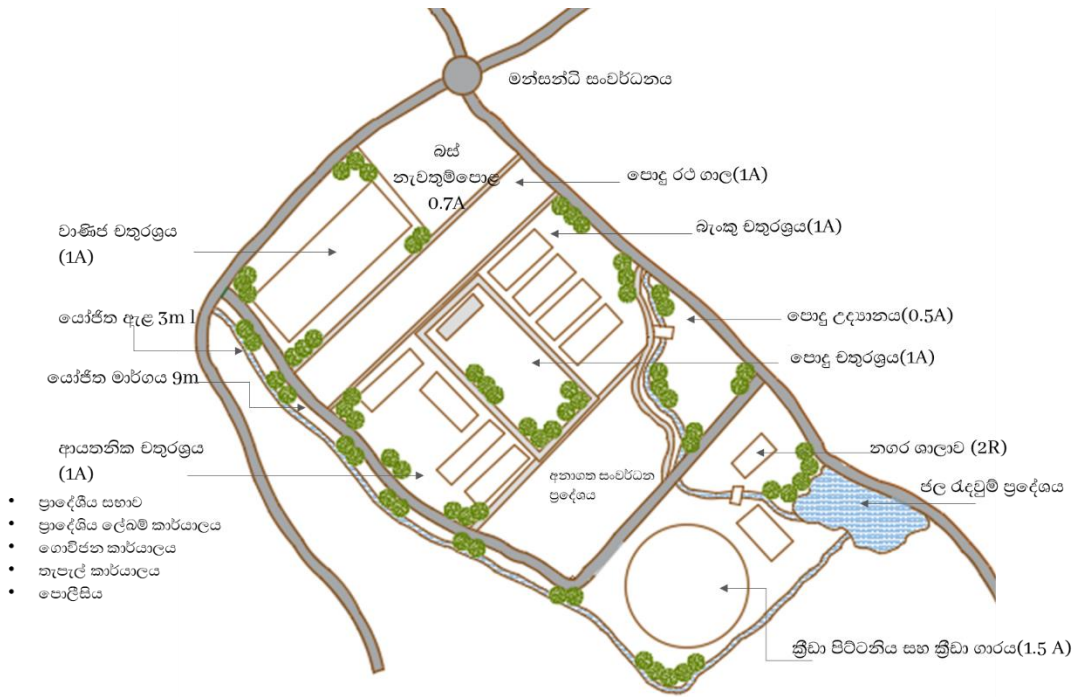 මන්සන්ධි සංවර්ධනය
බස්
නැවතුම්පොළ
0.7A
පොදු රථ ගාල(1A)
බැංකු චතුරශ්‍රය(1A)
වාණිජ චතුරශ්‍රය
(1A)
යෝජිත ඇළ 3m l
පොදු උද්‍යානය(0.5A)
පොදු චතුරශ්‍රය(1A)
යෝජිත මාර්ගය 9m
ආයතනික චතුරශ්‍රය
(1A)
නගර ශාලාව (2R)
අනාගත සංවර්ධන
ප්‍රදේශය
ජල රැදවුම් ප්‍රදේශය
• ප්‍රාදේශීය සභාව
• ප්‍රාදේශිය ලේඛම් කාර්යාලය
• ගොවිජන කාර්යාලය
• තැපැල් කාර්යාලය
• පොලීසිය
ක්‍රීඩා පිට්ටනිය සහ ක්‍රීඩා ගාරය(1.5 A)